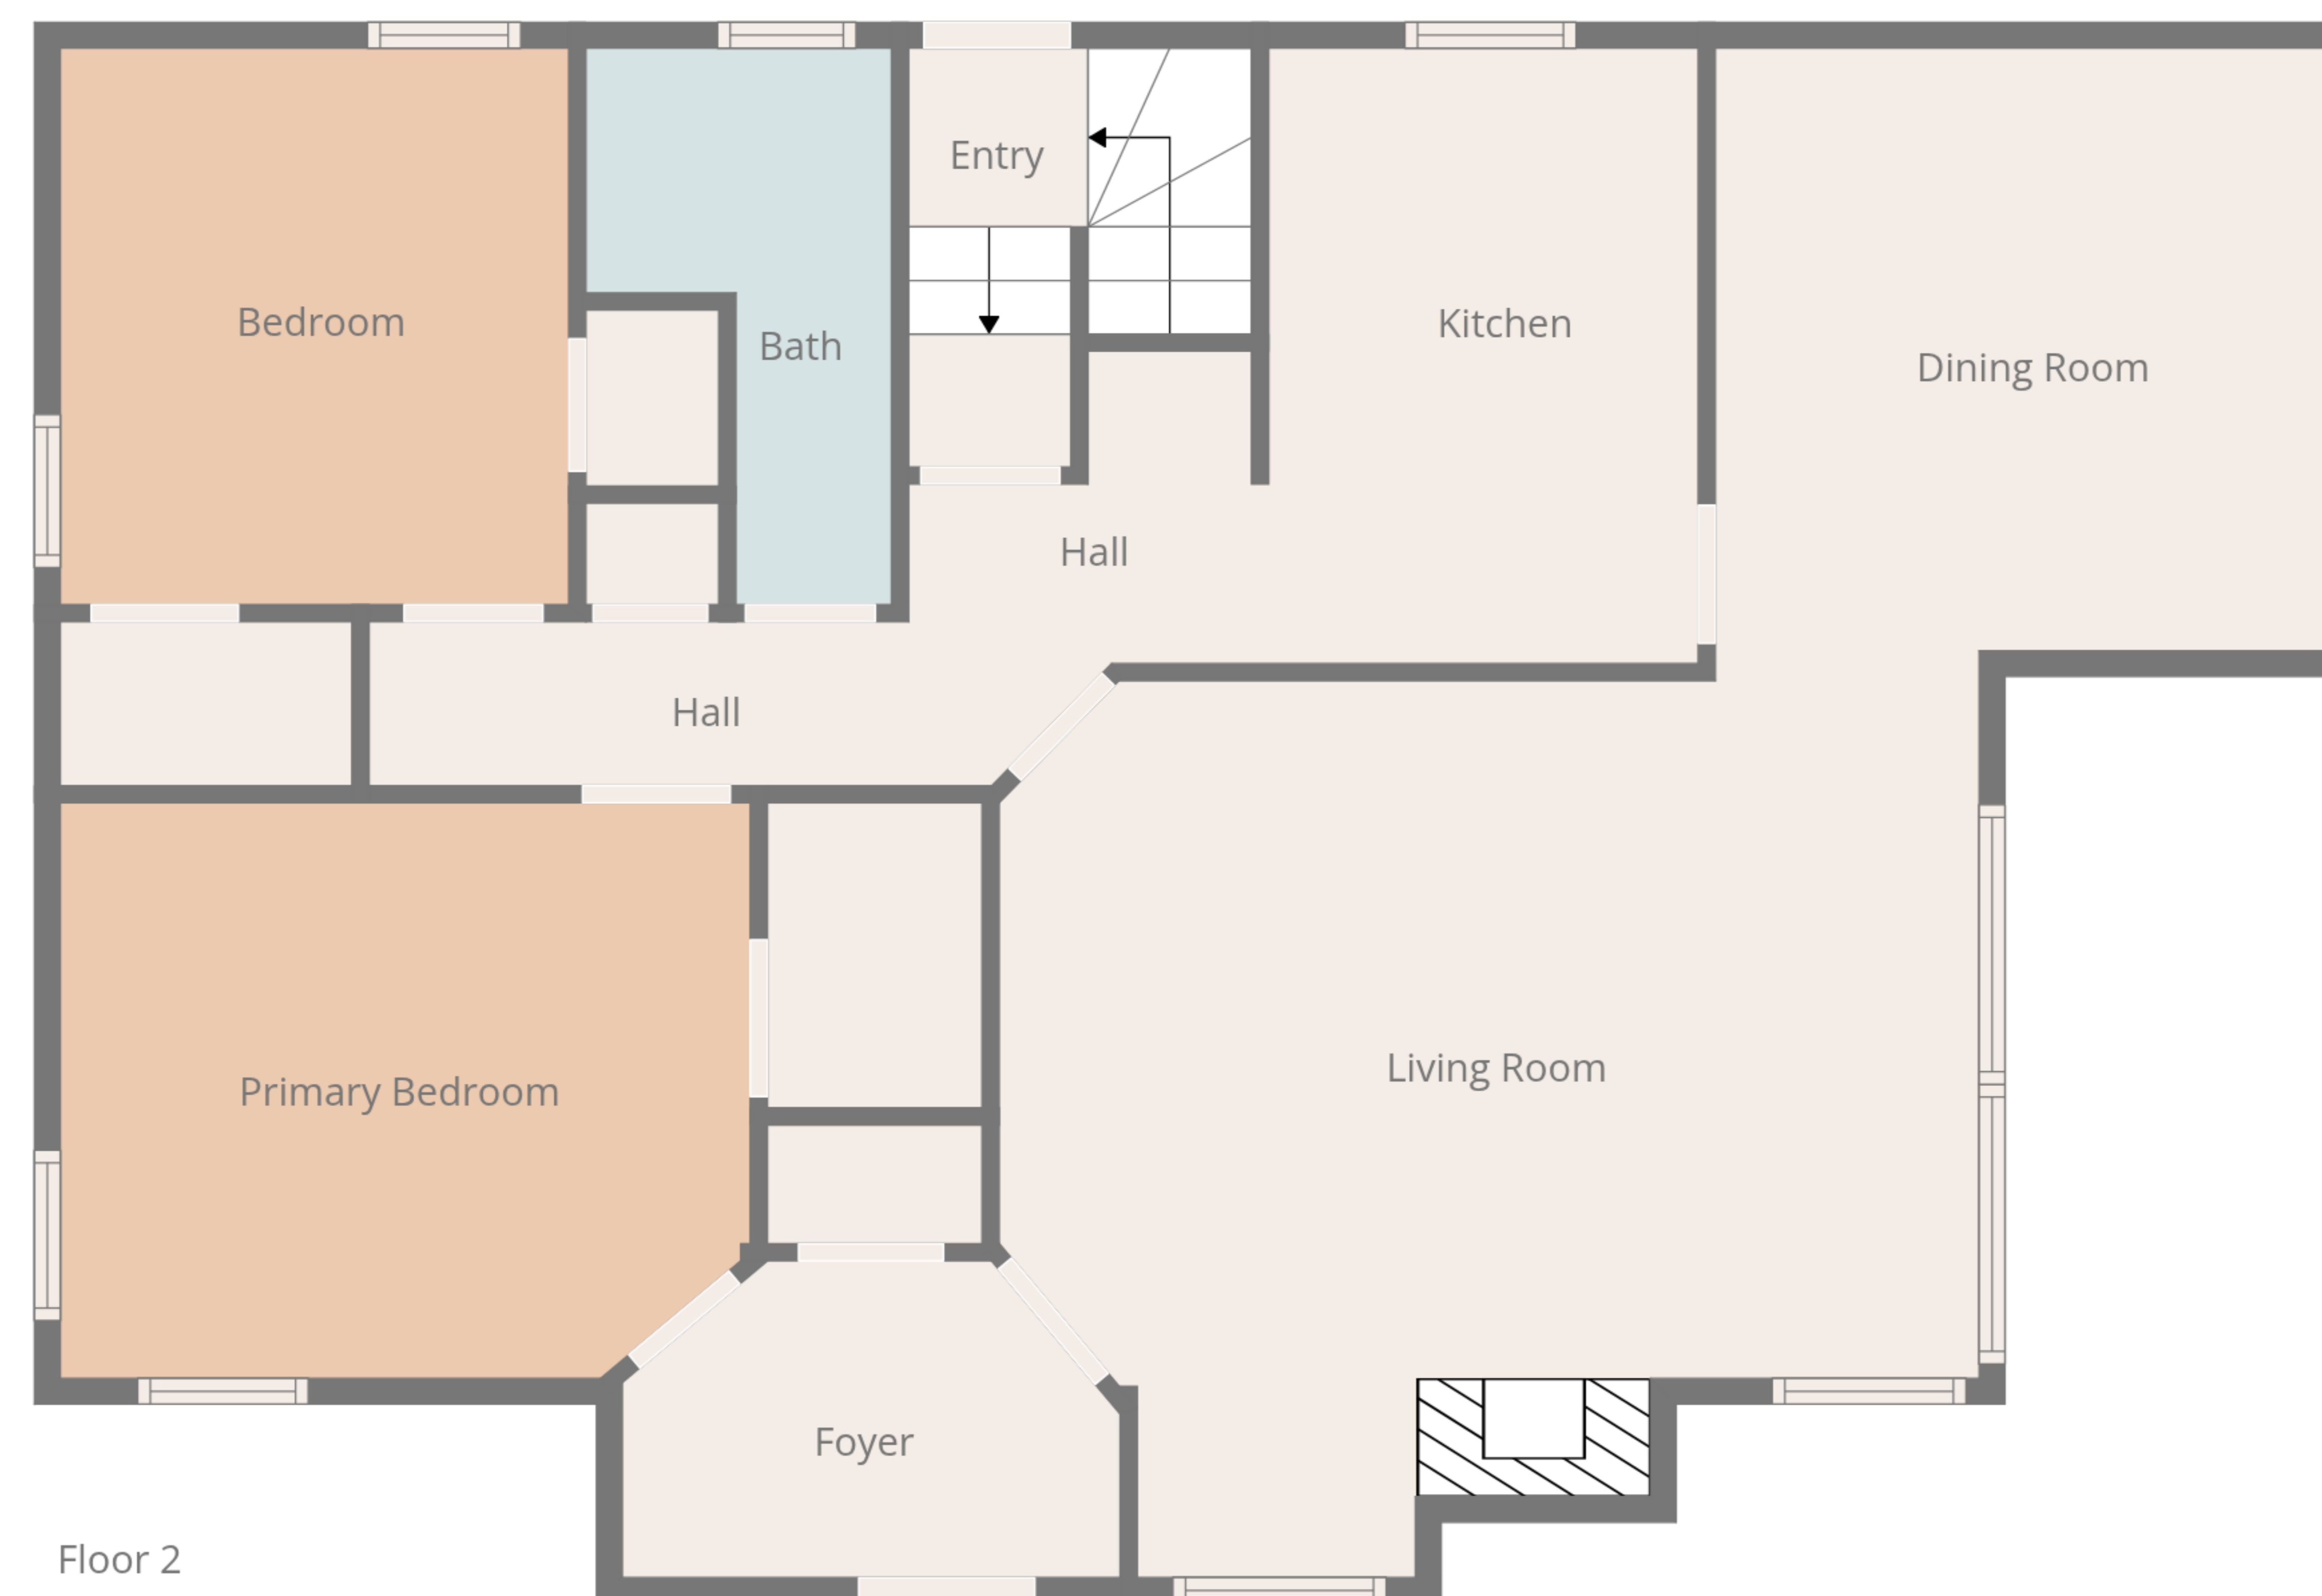 Entry
Bedroom
Bath
Kitchen
Dining Room
Hall
Hall
Primary Bedroom
Living Room
Foyer
Floor 2